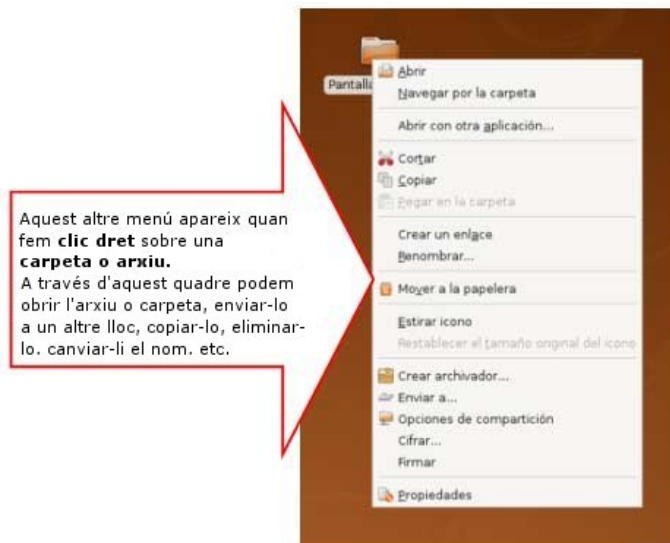 Aquest altre menú apareix quan
fem clic dret sobre una
carpeta o arxiu.
A través d'aquest quadre podem
obrir l'arxiu o carpeta, enviar-lo
a un altre lloc, copiar-lo, eliminar-
lo. canviar-li el nom. etc.
Pantalla
Abrir
Navegar por la carpeta
Abrir con otra aplicación...
Cortar
Copiar
Pegar en la carpeta
Crear un enlace
Renombrar...
Mover a la papelera
Estirar icono
Restablecer el tamaño original del icono
Crear archivador...
Enviar a...
Opciones de compartición
Cifrar...
Firmar
Propiedades